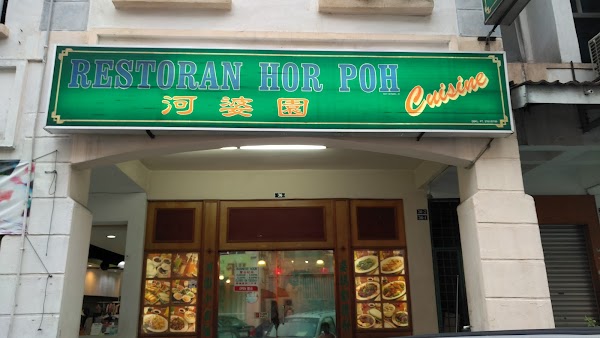 RESTORAN HOR POH Cuisine
河婆園